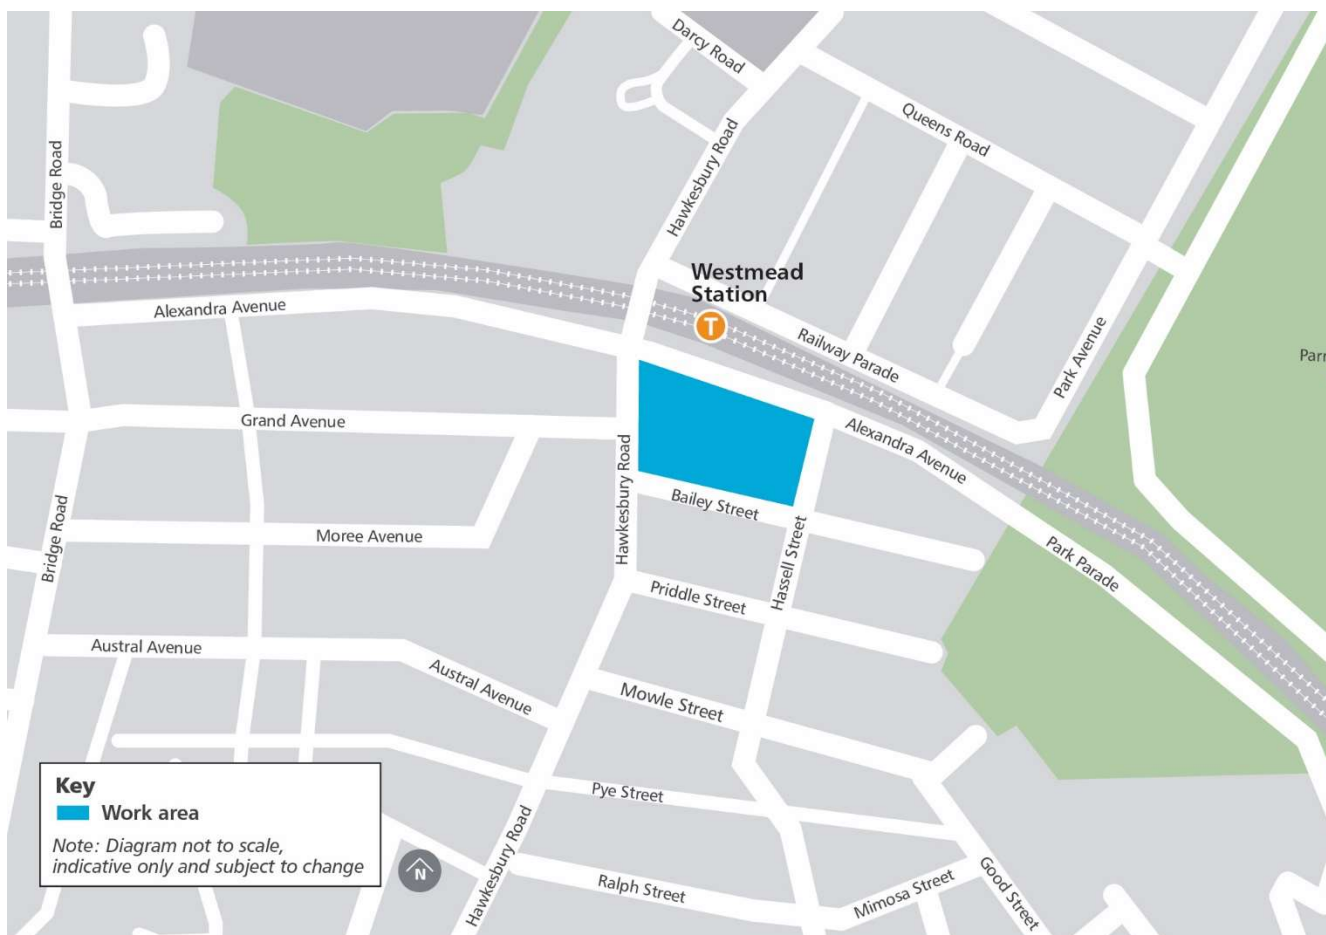 Darcy Road
Queens Road
Bridge Road
Hawkesbury Road
Westmead
Station
T
Alexandra Avenue
Railway Parade
Park Avenue
Parr
Grand Avenue
Alexandra Avenue
Hawkesbury Road
Bailey Street
Bridge Road
Moree Avenue
Hassell Street
Park Parade
Priddle Street
Austral Avenue
Austral Avenue
Mowle Street
Key
Work area
Note: Diagram not to scale,
indicative only and subject to change
N
Pye Street
Hawkesbury Road
Ralph Street
Mimosa Street
Good Street